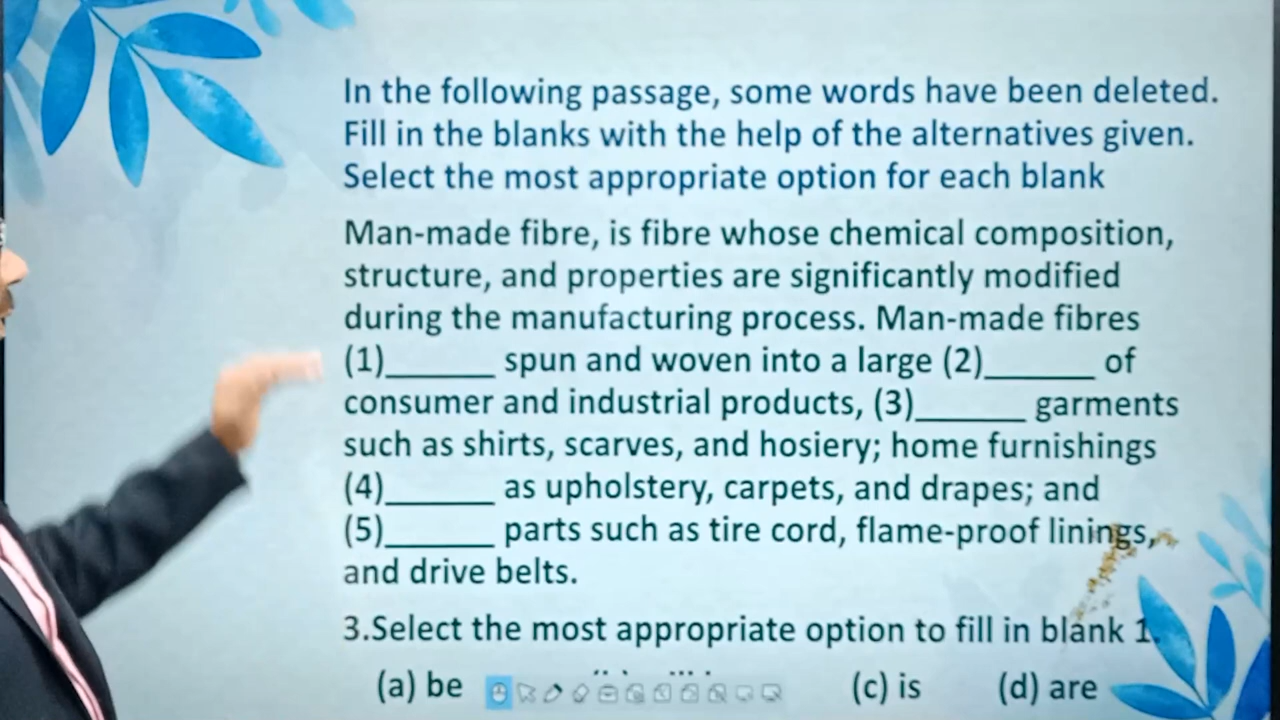 In the following passage, some words have been deleted.
Fill in the blanks with the help of the alternatives given.
Select the most appropriate option for each blank
Man-made fibre, is fibre whose chemical composition,
structure, and properties are significantly modified
during the manufacturing process. Man-made fibres
(1)______ spun and woven into a large (2)______ of
consumer and industrial products, (3)______ garments
such as shirts, scarves, and hosiery; home furnishings
(4)______ as upholstery, carpets, and drapes; and
(5)______ parts such as tire cord, flame-proof linings,
and drive belts.
3.Select the most appropriate option to fill in blank 1.
(a) be (c) is (d) are